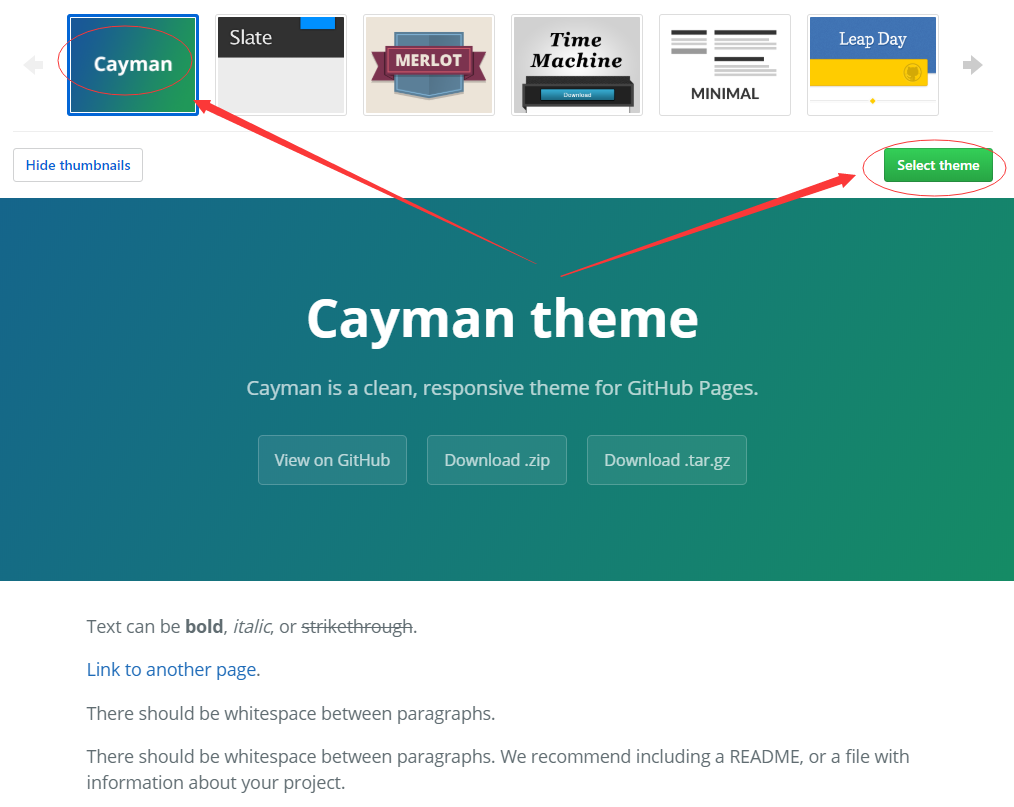 Cayman
Slate
MERLOT
Time
Machine
Download
MINIMAL
Leap Day
Hide thumbnails
Select theme
Cayman theme
Cayman is a clean, responsive theme for GitHub Pages.
View on GitHub
Download .zip
Download .tar.gz
Text can be bold, italic, or strikethrough.
Link to another page.
There should be whitespace between paragraphs.
There should be whitespace between paragraphs. We recommend including a README, or a file with
information about your project.